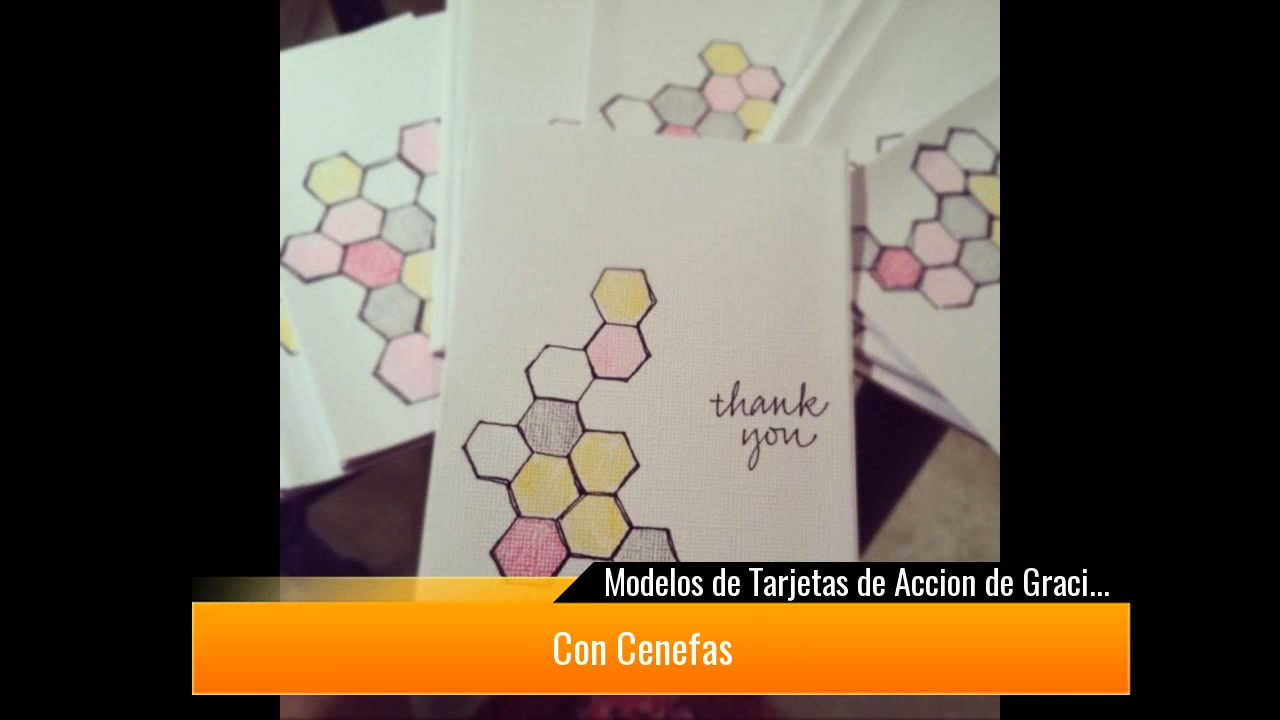 thank
you
Modelos de Tarjetas de Accion de Graci...
Con Cenefas